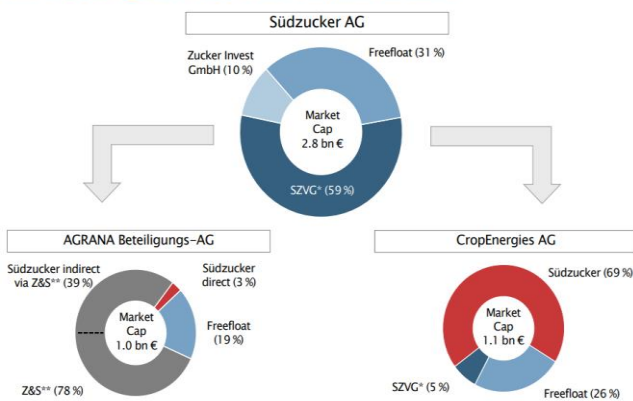 Südzucker AG
Zucker Invest
GmbH (10 %)
Freefloat (31 %)
Market
Cap
2.8 bn €
SZVG* (59 %)
AGRANA Beteiligungs-AG
Südzucker indirect
via Z&S** (39 %)
Südzucker
direct (3 %)
Market
Cap
1.0 bn €
Freefloat
(19 %)
Z&S** (78 %)
CropEnergies AG
Südzucker (69 %)
Market
Cap
1.1 bn €
SZVG* (5 %)
Freefloat (26 %)